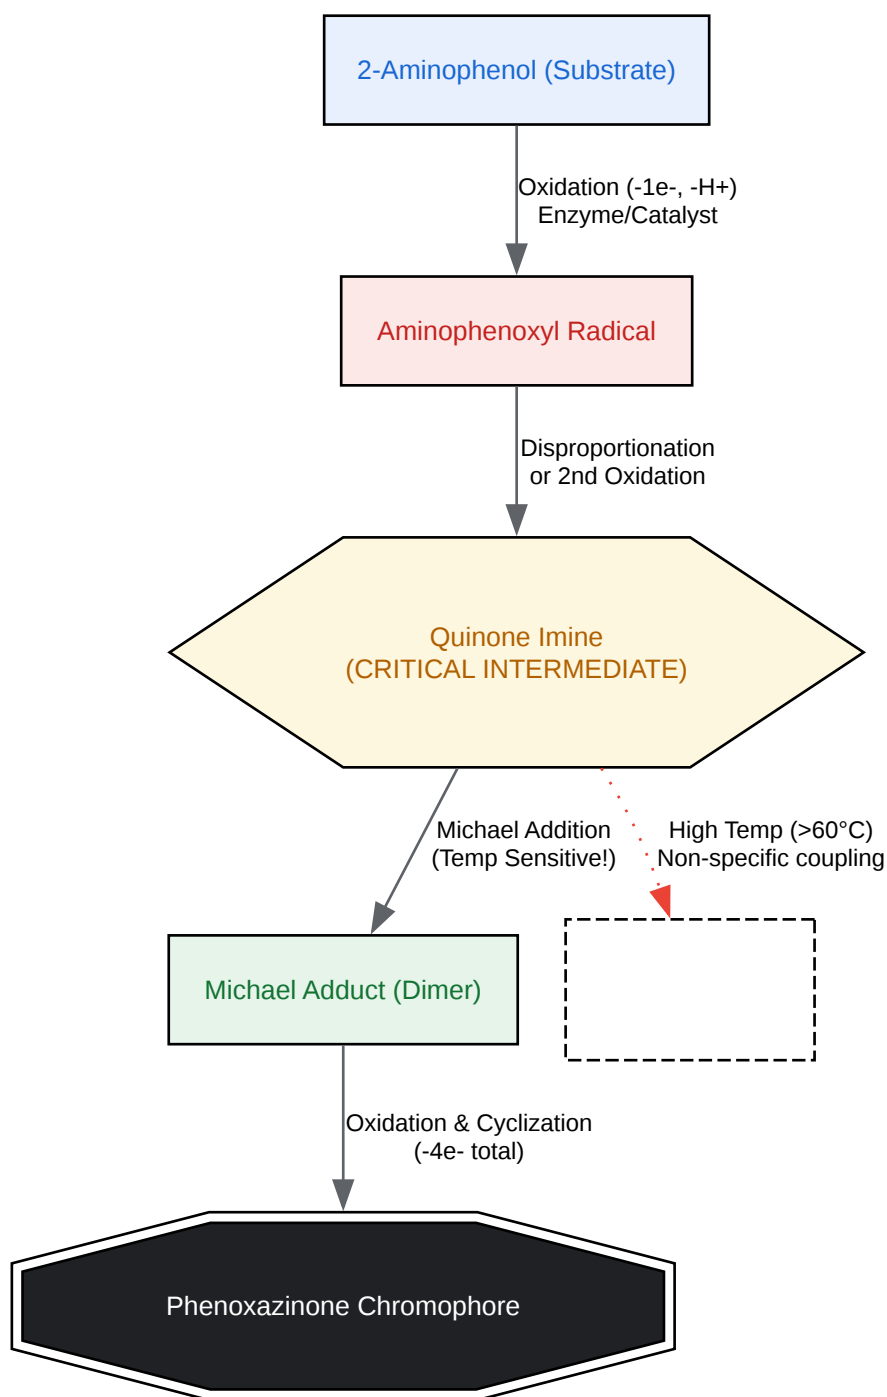 2-Aminophenol (Substrate)
Oxidation (-1e-, -H+)
Enzyme/Catalyst
Aminophenoxyl Radical
Disproportionation
or 2nd Oxidation
Quinone Imine
(CRITICAL INTERMEDIATE)
Michael Addition
(Temp Sensitive!)
High Temp (>60°C)
Non-specific coupling
Michael Adduct (Dimer)
Oxidation & Cyclization
(-4e- total)
Phenoxazinone Chromophore